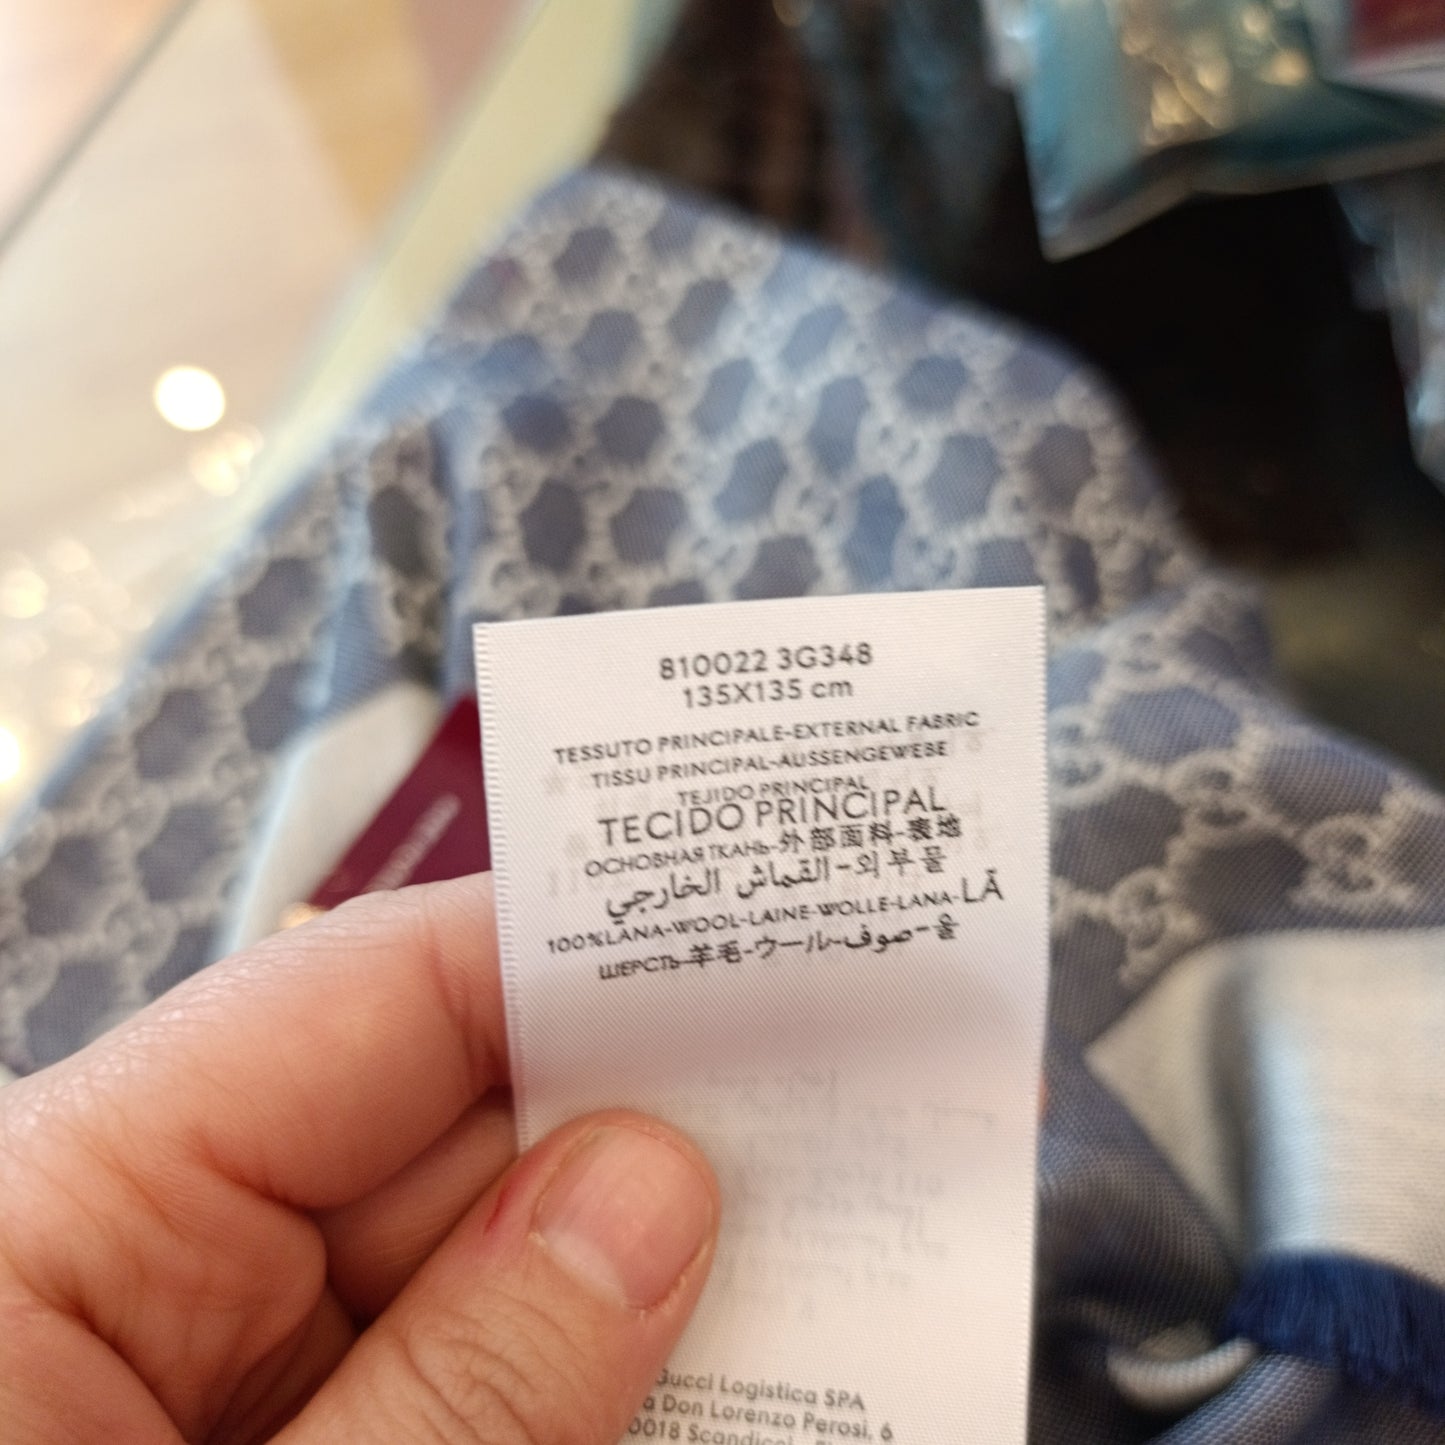 810022 3G348
135X135 cm
TESSUTO PRINCIPALE-EXTERNAL FABRIC
TISSU PRINCIPAL-AUSSENGEWEBE
TEJIDO PRINCIPAL
TECIDO PRINCIPAL
ОСНОВНАЯ ТКАНЬ-外部面料-表地
القماش الخارجي-외부물
100%LANA-WOOL-LAINE-WOLLE-LANA-LÃ
ШЕРСТЬ-羊毛-ウール-صوف-울
Gucci Logistica SPA
Don Lorenzo Perosi, 6
Scandicci